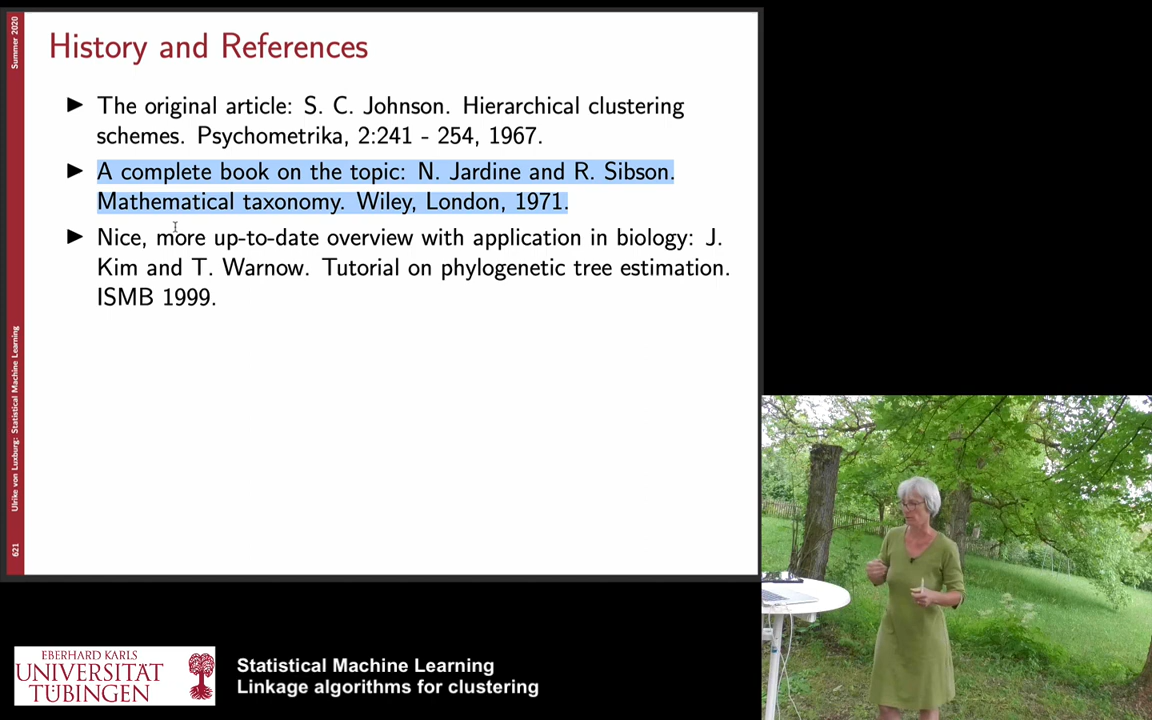 Summer 2020
History and References
► The original article: S. C. Johnson. Hierarchical clustering
schemes. Psychometrika, 2:241 - 254, 1967.
► A complete book on the topic: N. Jardine and R. Sibson.
Mathematical taxonomy. Wiley, London, 1971.
► Nice, more up-to-date overview with application in biology: J.
Kim and T. Warnow. Tutorial on phylogenetic tree estimation.
ISMB 1999.
Ulrike von Luxburg: Statistical Machine Learning
621
EBERHARD KARLS
UNIVERSITÄT
TÜBINGEN
Statistical Machine Learning
Linkage algorithms for clustering